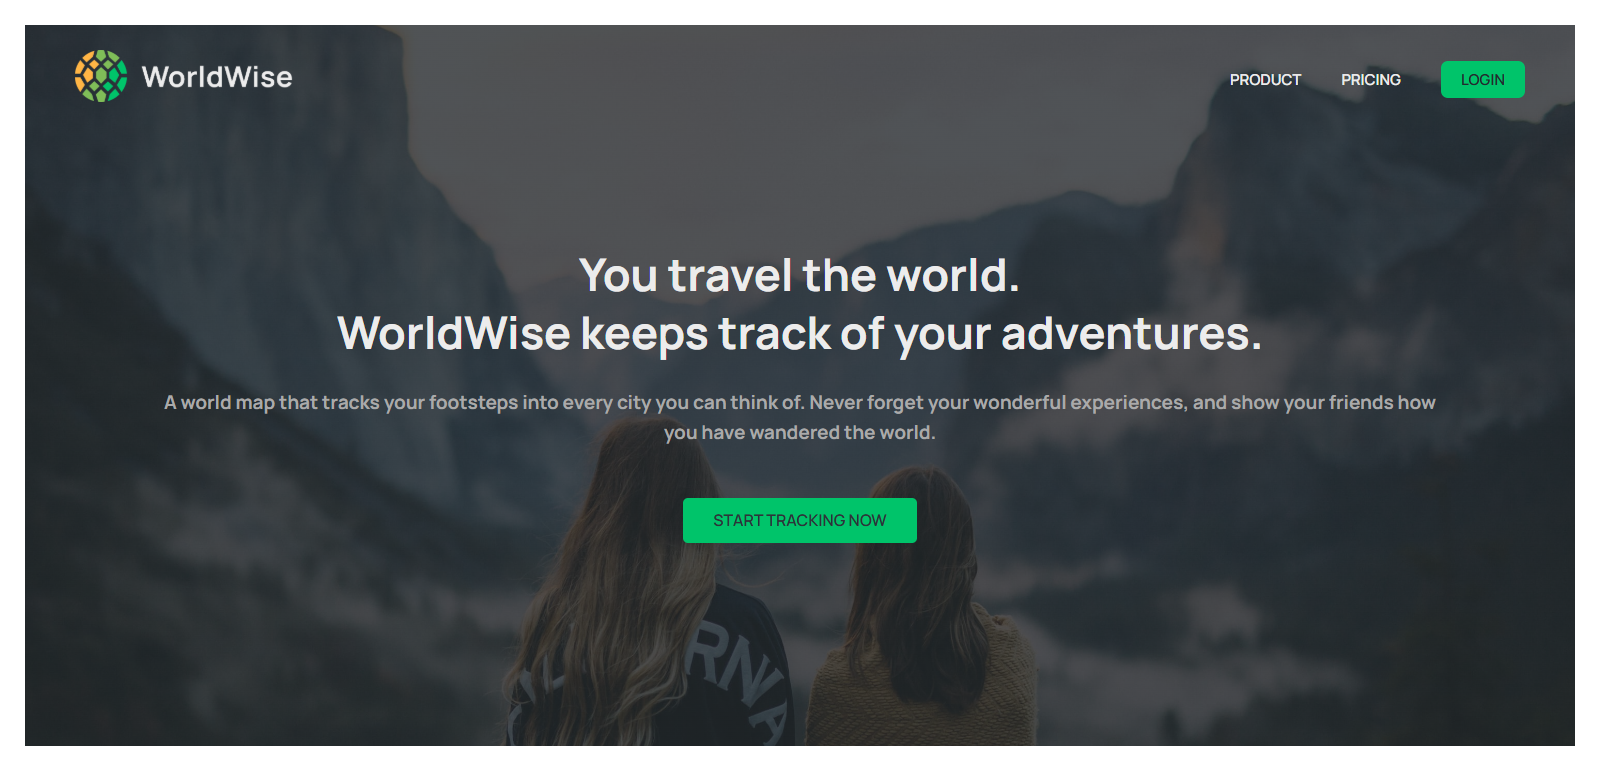 WorldWise
PRODUCT PRICING LOGIN
You travel the world.
WorldWise keeps track of your adventures.
A world map that tracks your footsteps into every city you can think of. Never forget your wonderful experiences, and show your friends how
you have wandered the world.
START TRACKING NOW